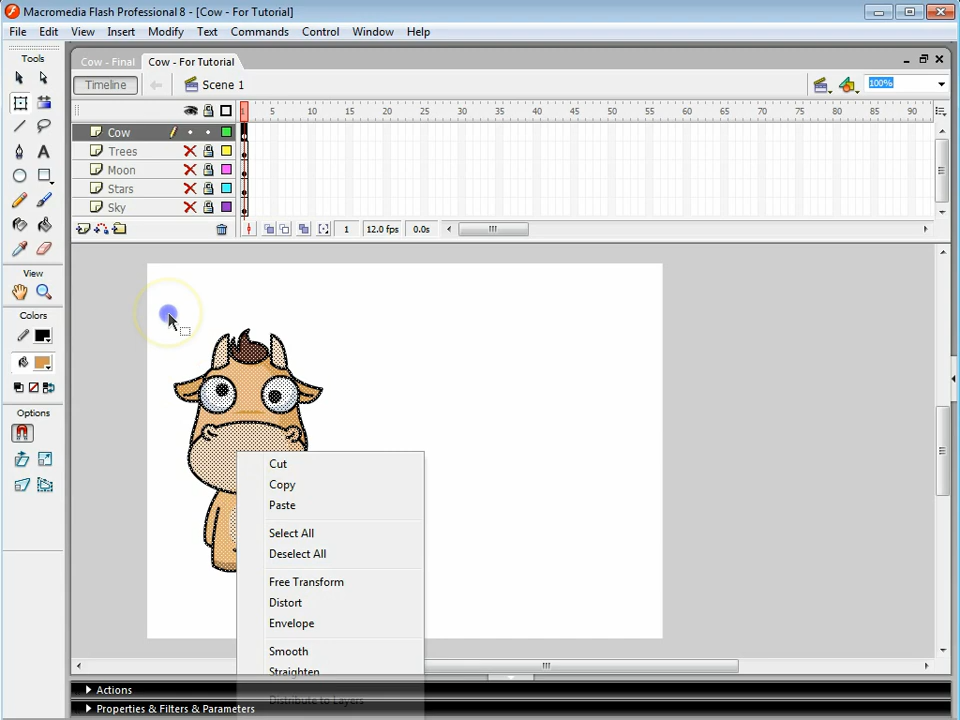 Macromedia Flash Professional 8 - [Cow - For Tutorial]
File Edit View Insert Modify Text Commands Control Window Help
Tools
Cow - Final Cow - For Tutorial
Timeline Scene 1 100%
1 5 10 15 20 25 30 35 40 45 50 55 60 65 70 75 80 85 90
Cow
Trees
Moon
Stars
Sky
1 12.0 fps 0.0s
View
Colors
Options
Cut
Copy
Paste
Select All
Deselect All
Free Transform
Distort
Envelope
Smooth
Straighten
Distribute to Layers
Actions
Properties & Filters & Parameters